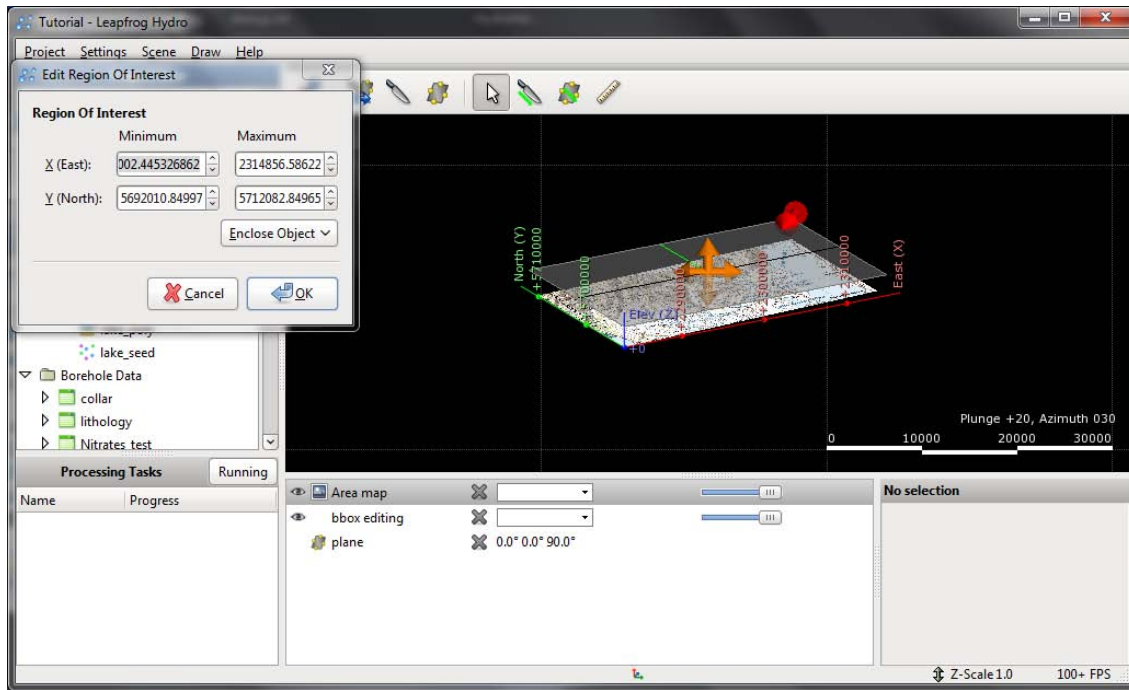 Tutorial - Leapfrog Hydro
Project Settings Scene Draw Help
Edit Region Of Interest
Region Of Interest
Minimum Maximum
X (East): 002.445326862 2314856.58622
Y (North): 5692010.84997 5712082.84965
Enclose Object
Cancel OK
lake_seed
Borehole Data
collar
lithology
Nitrates_test
Processing Tasks Running
Name Progress
North (Y)
+5710000
East (X)
Elev (Z)
+0
Plunge +20, Azimuth 030
0 10000 20000 30000
Area map
bbox editing
plane 0.0° 0.0° 90.0°
No selection
Z-Scale 1.0 100+ FPS